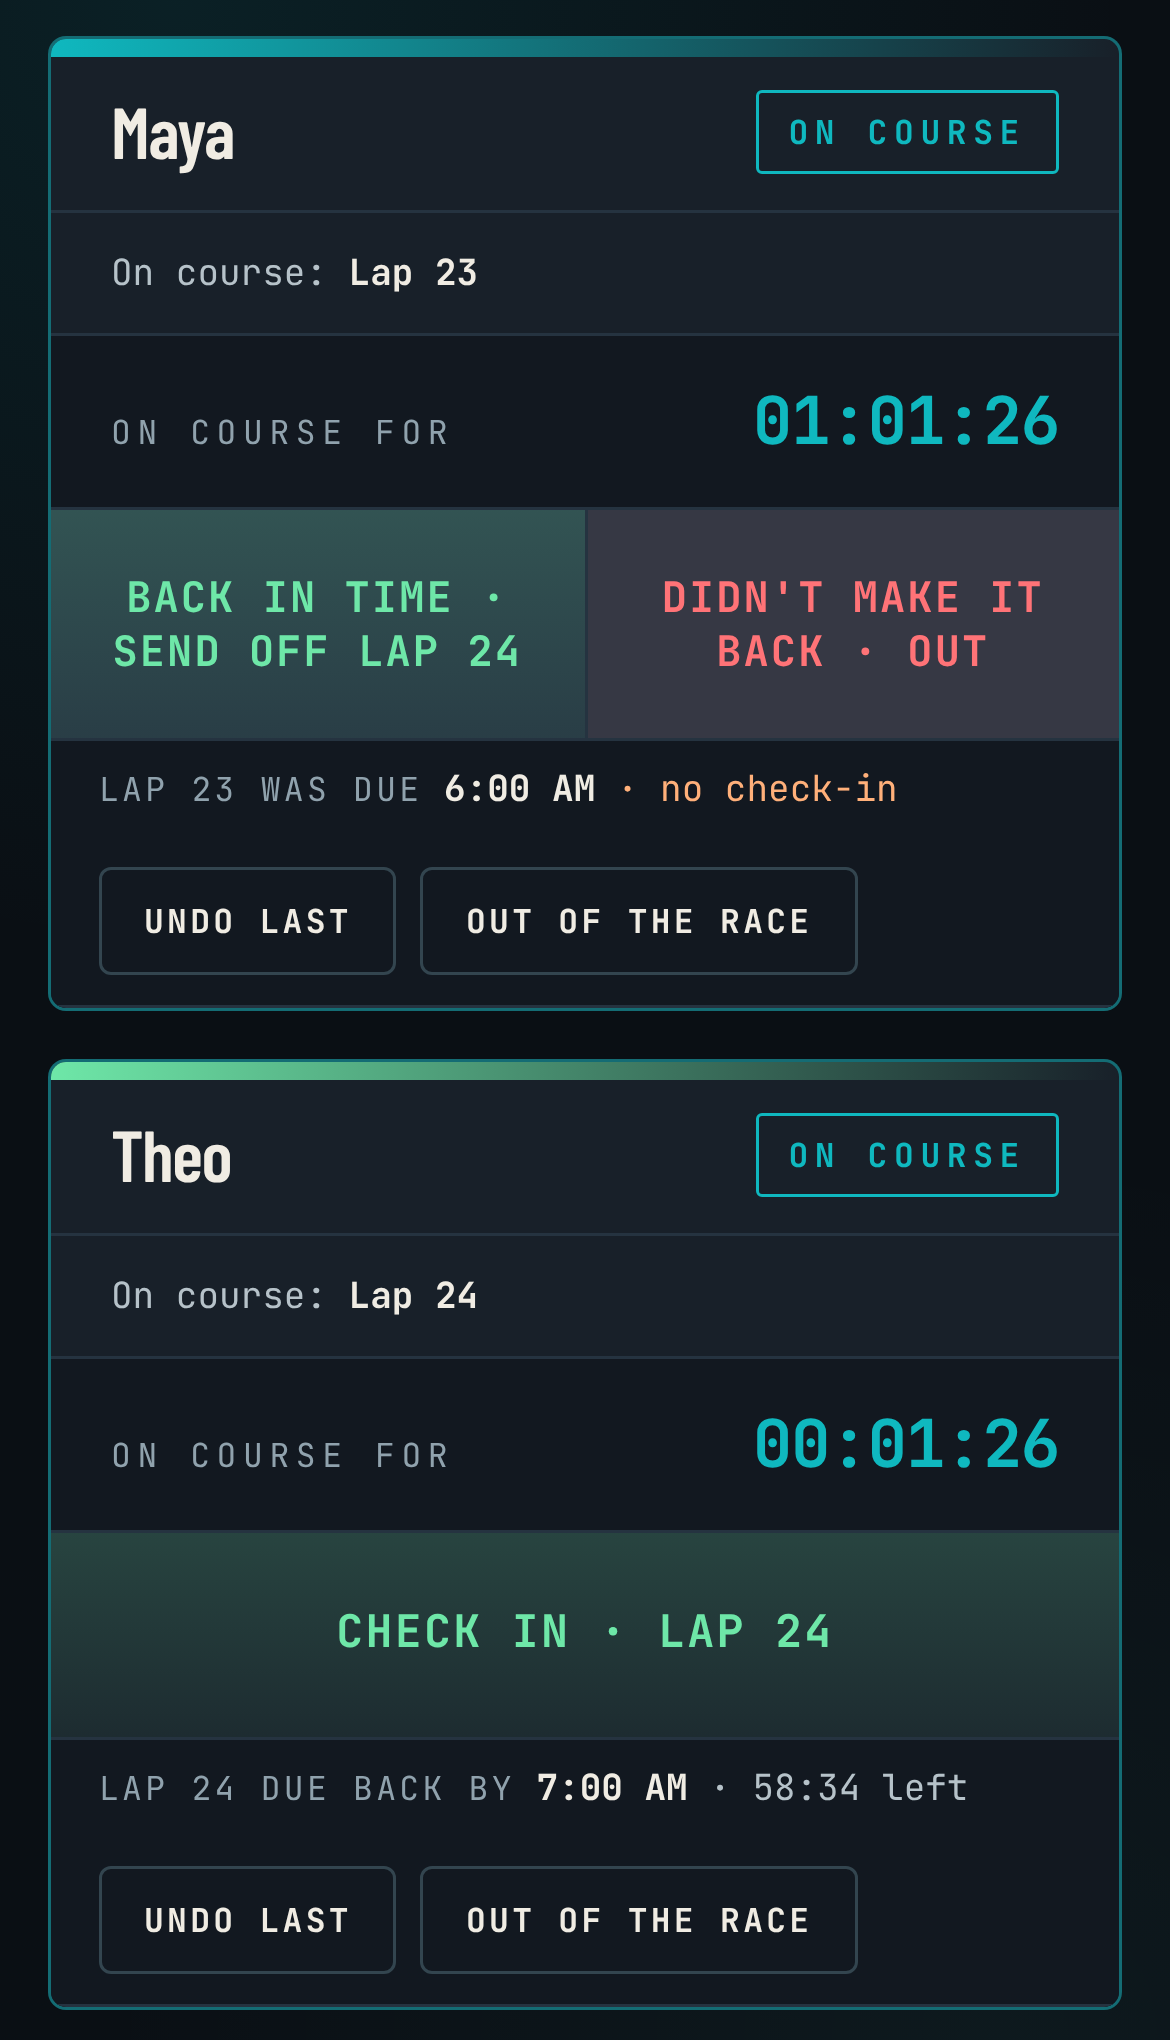 Maya
ON COURSE
On course: Lap 23
ON COURSE FOR
01:01:26
BACK IN TIME ·
SEND OFF LAP 24
DIDN'T MAKE IT
BACK · OUT
LAP 23 WAS DUE 6:00 AM · no check-in
UNDO LAST
OUT OF THE RACE
Theo
ON COURSE
On course: Lap 24
ON COURSE FOR
00:01:26
CHECK IN · LAP 24
LAP 24 DUE BACK BY 7:00 AM · 58:34 left
UNDO LAST
OUT OF THE RACE